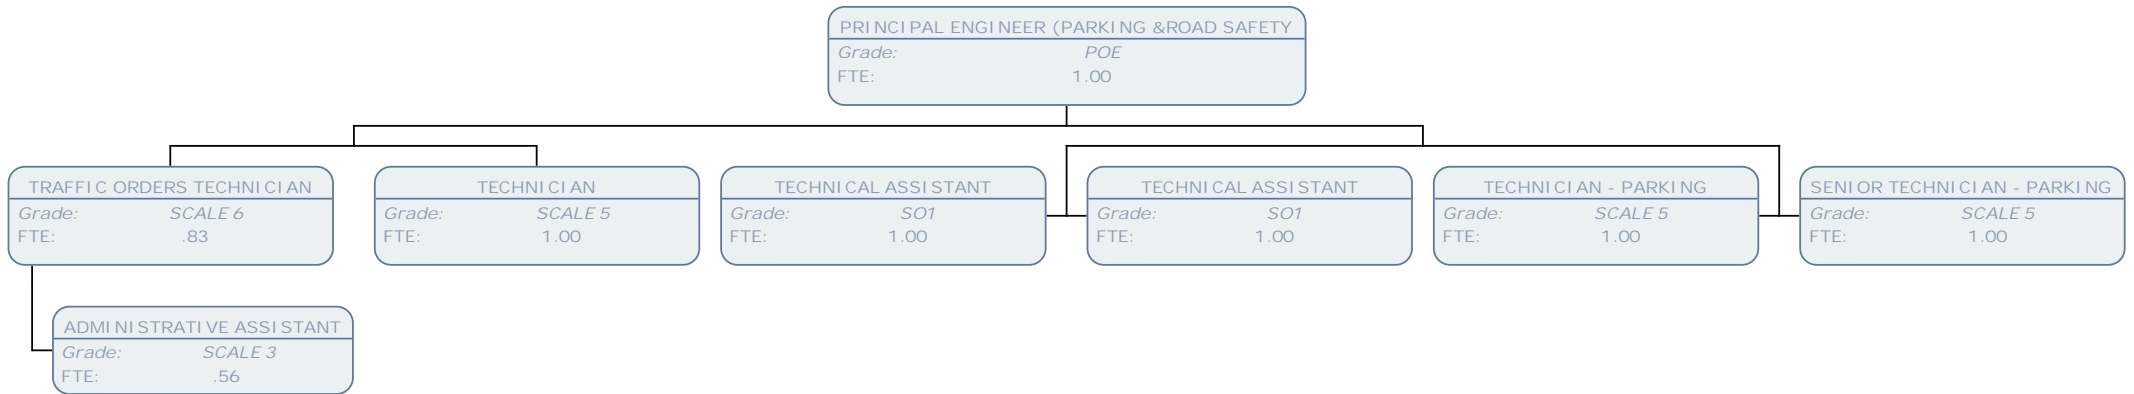 PRINCIPAL ENGINEER (PARKING &ROAD SAFETY
Grade: POE
FTE: 1.00
TRAFFIC ORDERS TECHNICIAN
Grade: SCALE 6
FTE: .83
TECHNICIAN
Grade: SCALE 5
FTE: 1.00
TECHNICAL ASSISTANT
Grade: SO1
FTE: 1.00
TECHNICAL ASSISTANT
Grade: SO1
FTE: 1.00
TECHNICIAN - PARKING
Grade: SCALE 5
FTE: 1.00
SENIOR TECHNICIAN - PARKING
Grade: SCALE 5
FTE: 1.00
ADMINISTRATIVE ASSISTANT
Grade: SCALE 3
FTE: .56